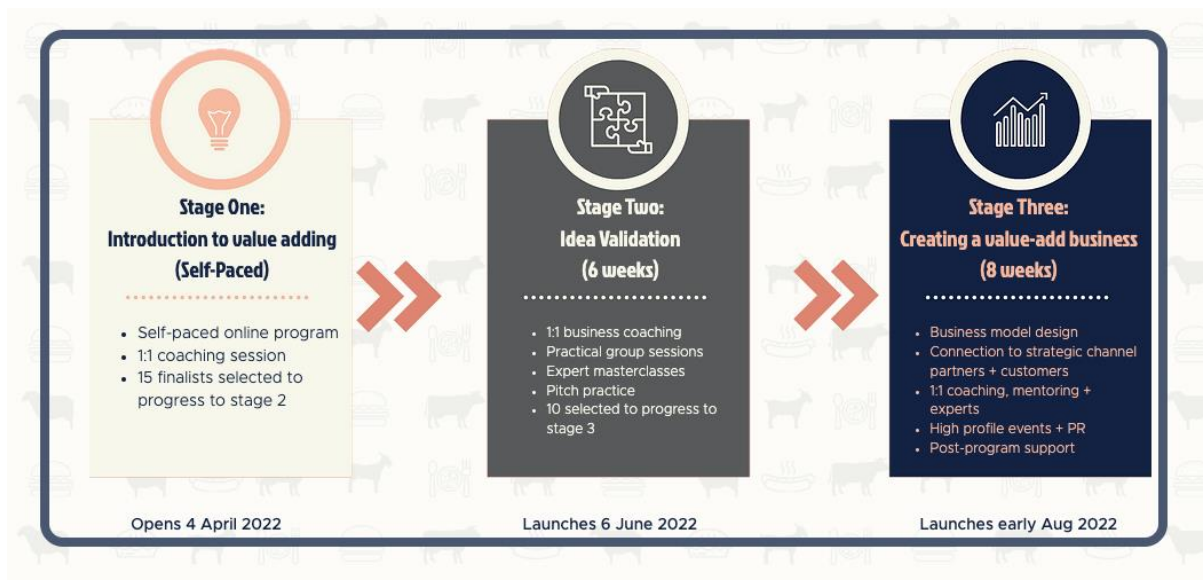 Stage One:
Introduction to value adding
(Self-Paced)
• Self-paced online program
• 1:1 coaching session
• 15 finalists selected to
progress to stage 2
Opens 4 April 2022
Stage Two:
Idea Validation
(6 weeks)
• 1:1 business coaching
• Practical group sessions
• Expert masterclasses
• Pitch practice
• 10 selected to progress to
stage 3
Launches 6 June 2022
Stage Three:
Creating a value-add business
(8 weeks)
• Business model design
• Connection to strategic channel
partners + customers
• 1:1 coaching, mentoring +
experts
• High profile events + PR
• Post-program support
Launches early Aug 2022